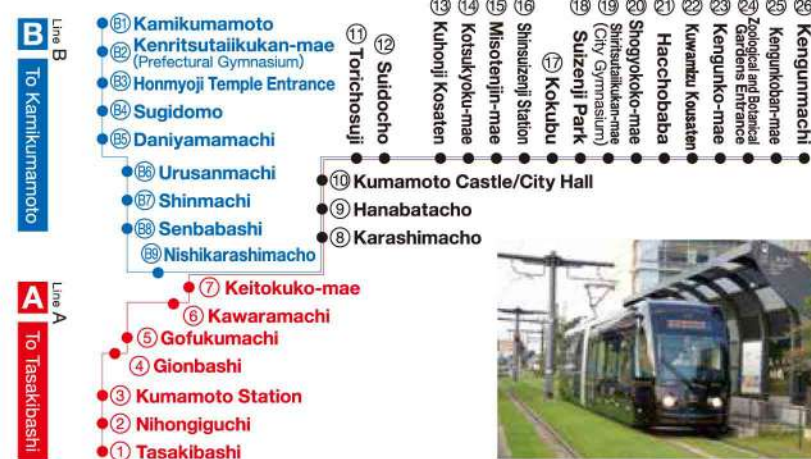 B
Line B
To Kamikumamoto
B1 Kamikumamoto
B2 Kenritsutaiikukan-mae
(Prefectural Gymnasium)
B3 Honmyoji Temple Entrance
B4 Sugidomo
B5 Daniyamamachi
B6 Urusanmachi
B7 Shinmachi
B8 Senbabashi
B9 Nishikarashimacho
11 Torichosuji
12 Suidocho
13 Kuhonji Kosaten
14 Kotsukyoku-mae
15 Misotenjin-mae
16 Shinsuizenji Station
17 Kokubu
18 Suizenji Park
19 Shiritsutaiikukan-mae
(City Gymnasium)
20 Shogyokoko-mae
21 Hacchobaba
22 Kuwamizu Kousaten
23 Kengunko-mae
24 Zoological and Botanical
Gardens Entrance
25 Kengunkoban-mae
26 Kengunmachi
10 Kumamoto Castle/City Hall
9 Hanabatacho
8 Karashimacho
A
Line A
To Tasakibashi
7 Keitokuko-mae
6 Kawaramachi
5 Gofukumachi
4 Gionbashi
3 Kumamoto Station
2 Nihongiguchi
1 Tasakibashi